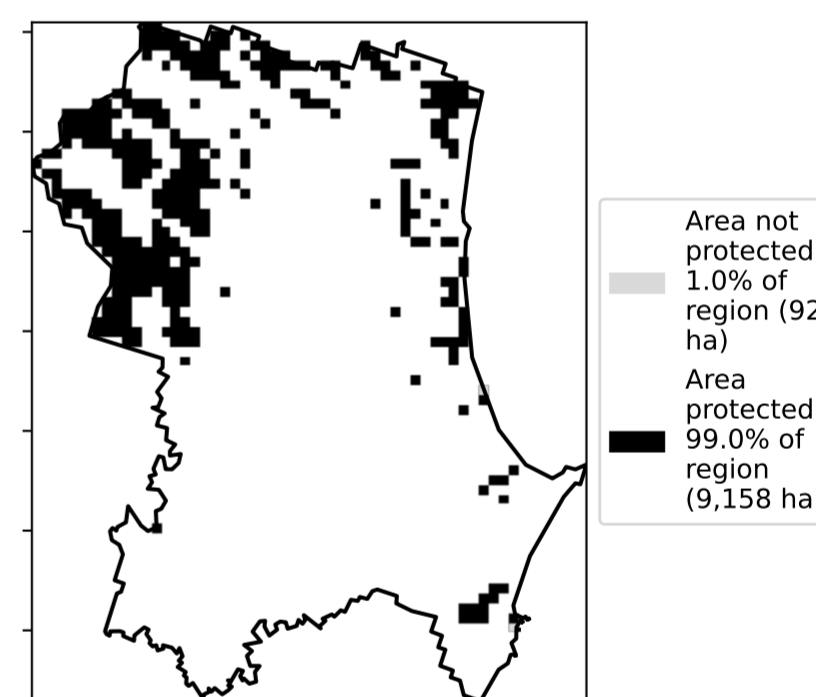 Area not
protected
1.0% of
region (92
ha)
Area
protected
99.0% of
region
(9,158 ha